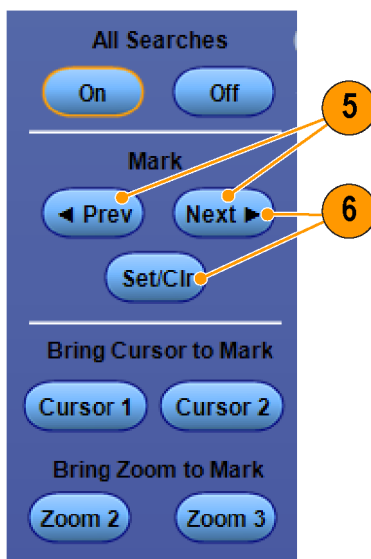 All Searches
On Off
5
Mark
◄ Prev Next ►
6
Set/Clr
Bring Cursor to Mark
Cursor 1 Cursor 2
Bring Zoom to Mark
Zoom 2 Zoom 3